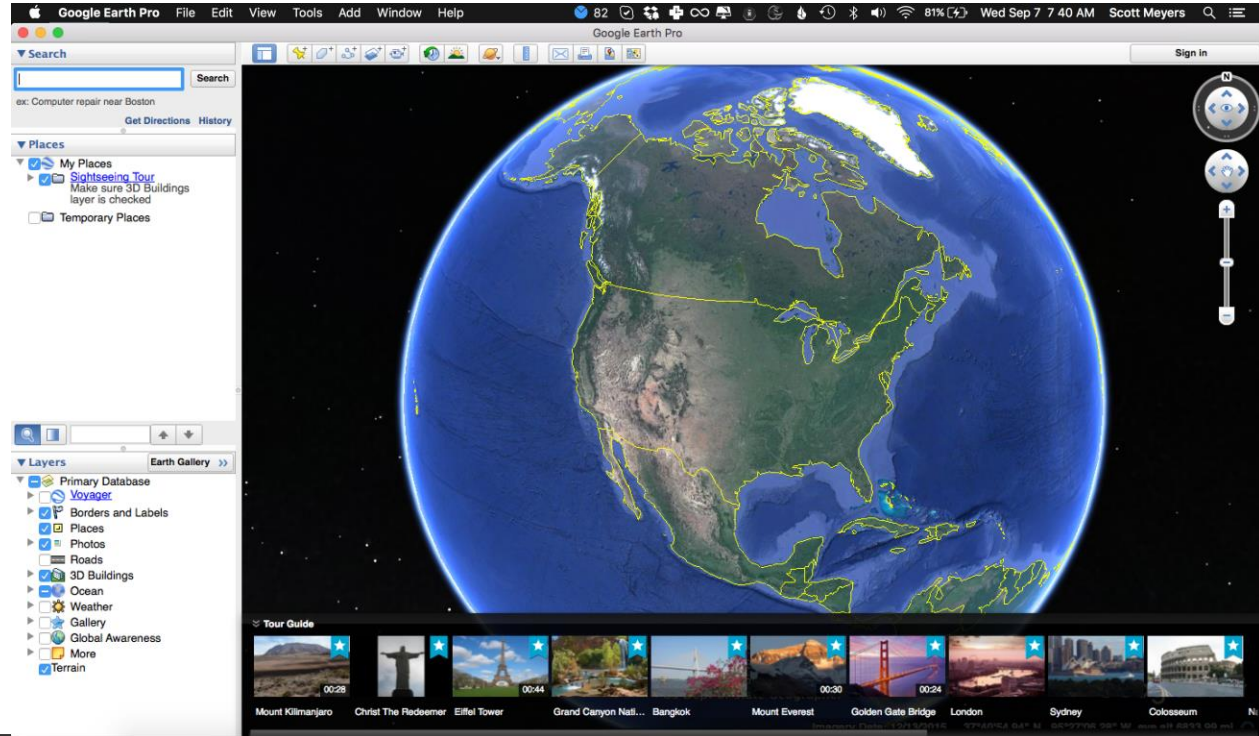 Google Earth Pro File Edit View Tools Add Window Help 82 81% Wed Sep 7 7 40 AM Scott Meyers
Google Earth Pro
Search
Sign in
Search
ex: Computer repair near Boston
Get Directions History
N
Places
My Places
Sightseeing Tour
Make sure 3D Buildings
layer is checked
Temporary Places
Layers
Earth Gallery >>
Primary Database
Voyager
Borders and Labels
Places
Photos
Roads
3D Buildings
Ocean
Weather
Gallery
Global Awareness
More
Terrain
Tour Guide
00:28 00:44 00:30 00:24
Mount Kilimanjaro Christ The Redeemer Eiffel Tower Grand Canyon Nati... Bangkok Mount Everest Golden Gate Bridge London Sydney Colosseum
Imagery Date: 12/13/2015